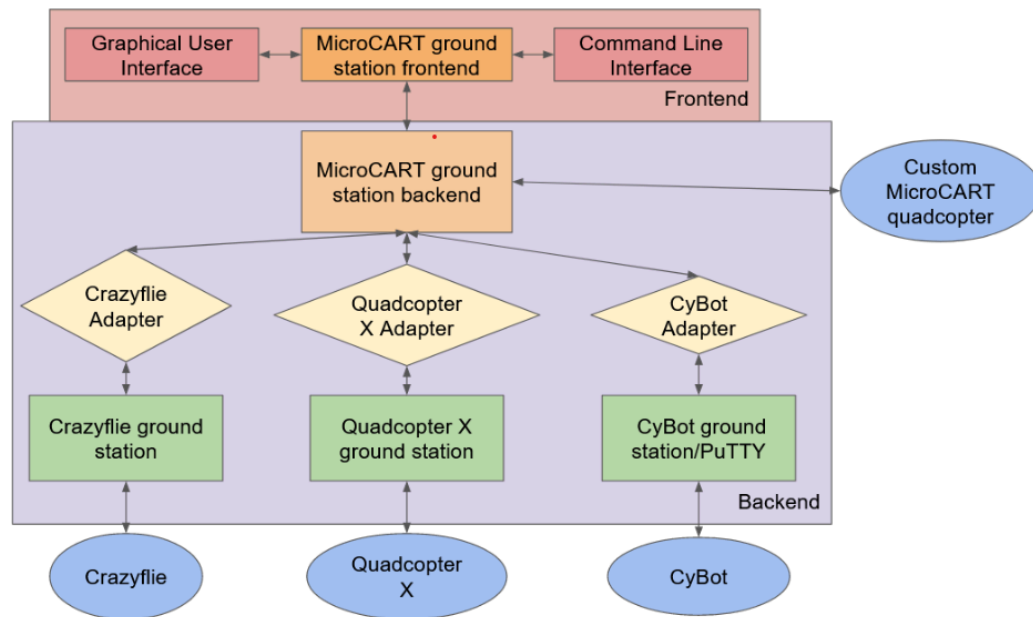 Graphical User
Interface
MicroCART ground
station frontend
Command Line
Interface
Frontend
MicroCART ground
station backend
Custom
MicroCART
quadcopter
Crazyflie
Adapter
Quadcopter
X Adapter
CyBot
Adapter
Crazyflie ground
station
Quadcopter X
ground station
CyBot ground
station/PuTTY
Backend
Crazyflie
Quadcopter
X
CyBot